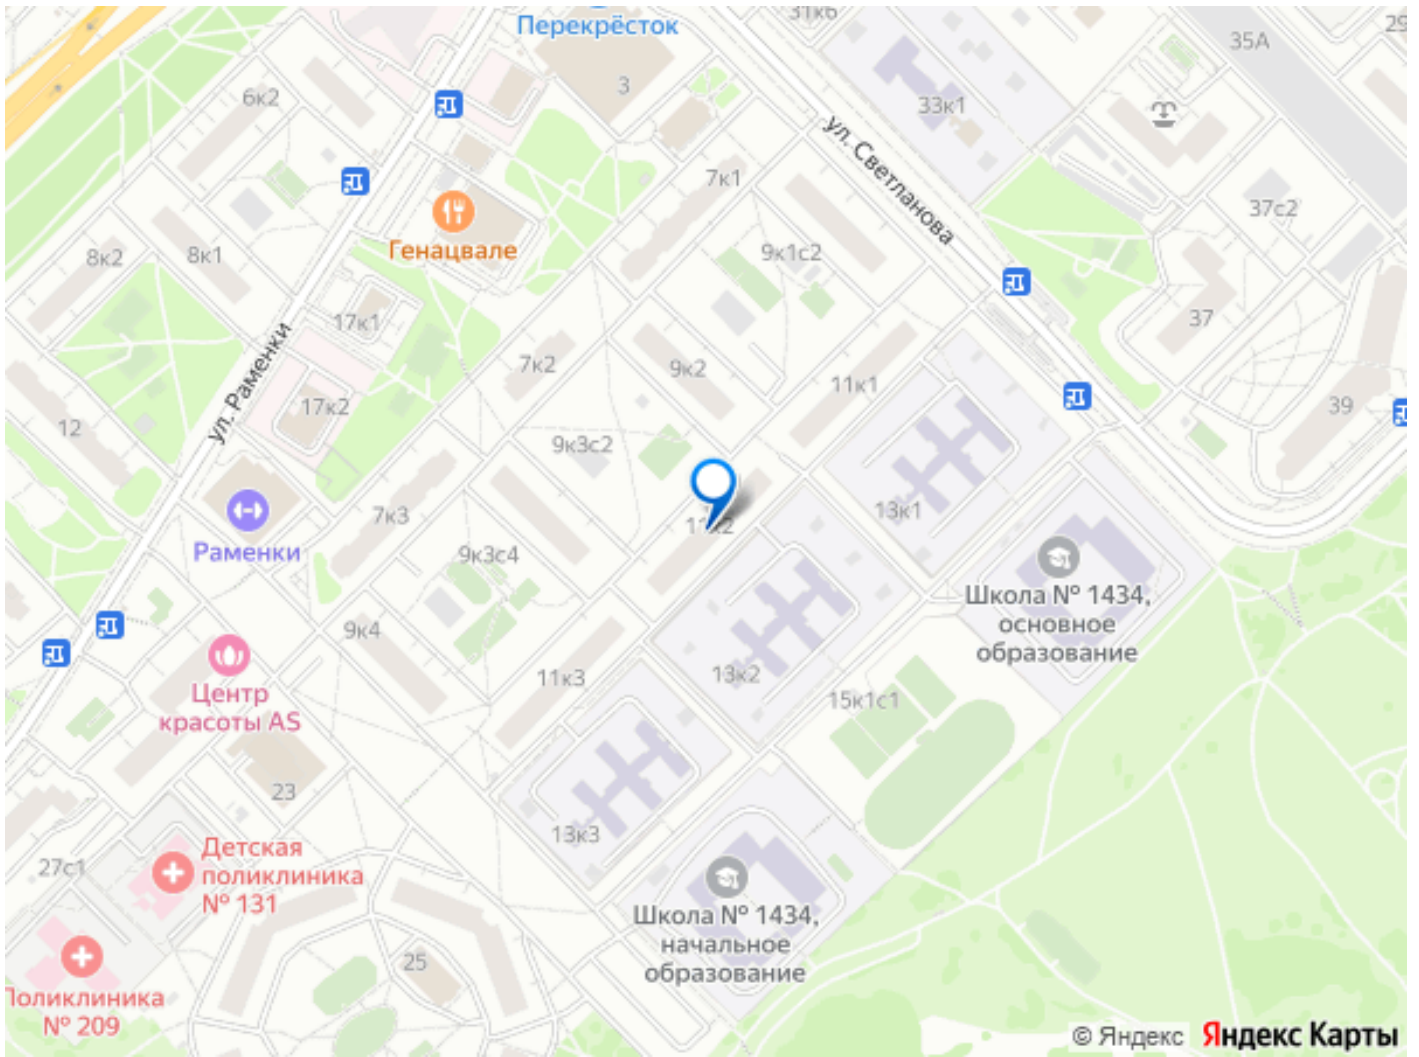 31к6
Перекрёсток
29
35А
3
6к2
33к1
ул. Светланова
7к1
37с2
Генацвале
8к2
8к1
9к1с2
17к1
37
ул. Раменки
7к2
9к2
11к1
17к2
39
12
9к3с2
7к3
11к2
13к1
Раменки
9к3с4
Школа № 1434,
основное
образование
9к4
11к3
13к2
15к1с1
Центр
красоты AS
23
13к3
27с1
Детская
поликлиника
№ 131
Школа № 1434,
начальное
образование
25
Поликлиника
№ 209
© Яндекс Яндекс Карты